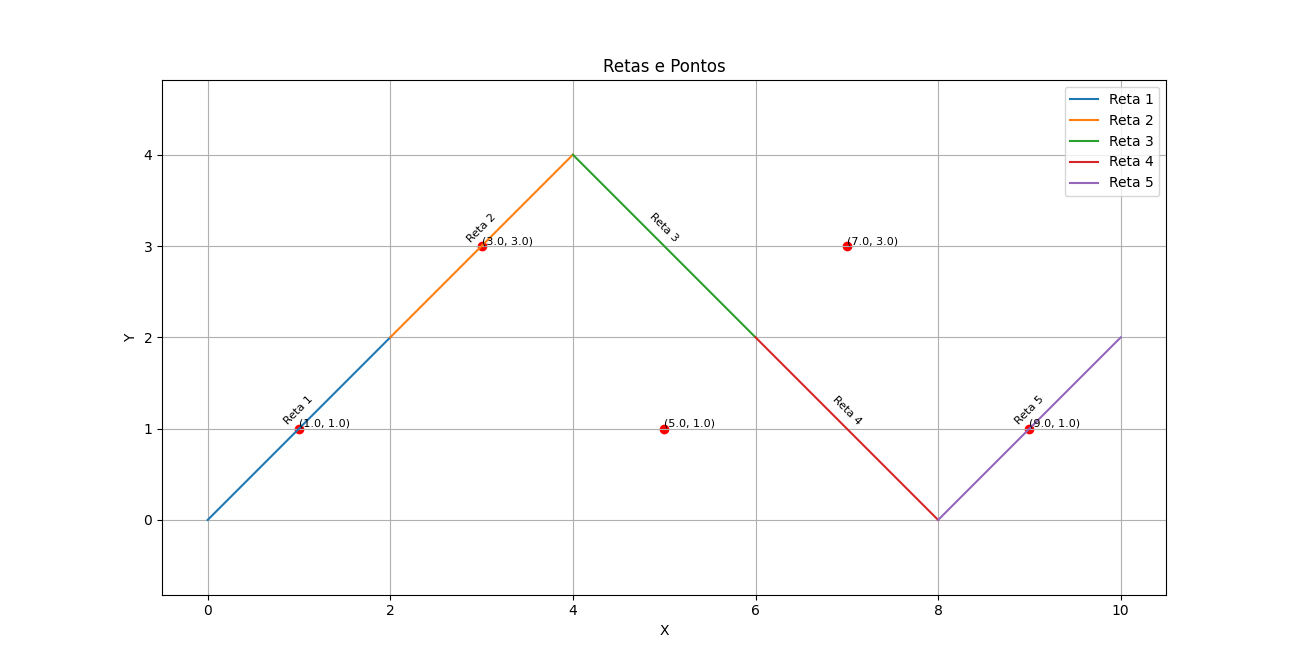 Retas e Pontos
Reta 1
Reta 2
Reta 3
Reta 4
Reta 5
4
3
2
1
0
Y
Reta 2
(3.0, 3.0)
Reta 3
(7.0, 3.0)
Reta 1
(1.0, 1.0)
(5.0, 1.0)
Reta 4
Reta 5
(9.0, 1.0)
0 2 4 6 8 10
X